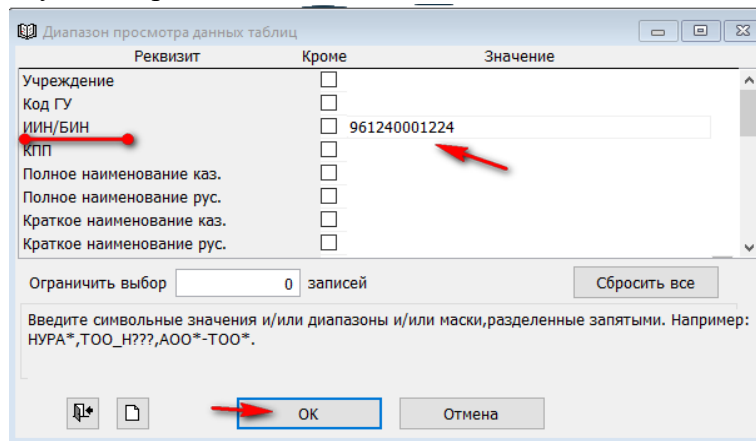 Диапазон просмотра данных таблиц
Реквизит Кроме Значение
Учреждение
Код ГУ
ИИН/БИН 961240001224
КПП
Полное наименование каз.
Полное наименование рус.
Краткое наименование каз.
Краткое наименование рус.
Ограничить выбор 0 записей Сбросить все
Введите символьные значения и/или диапазоны и/или маски,разделенные запятыми. Например:
НУРА*,ТОО_Н???,АОО*-ТОО*.
ОК Отмена